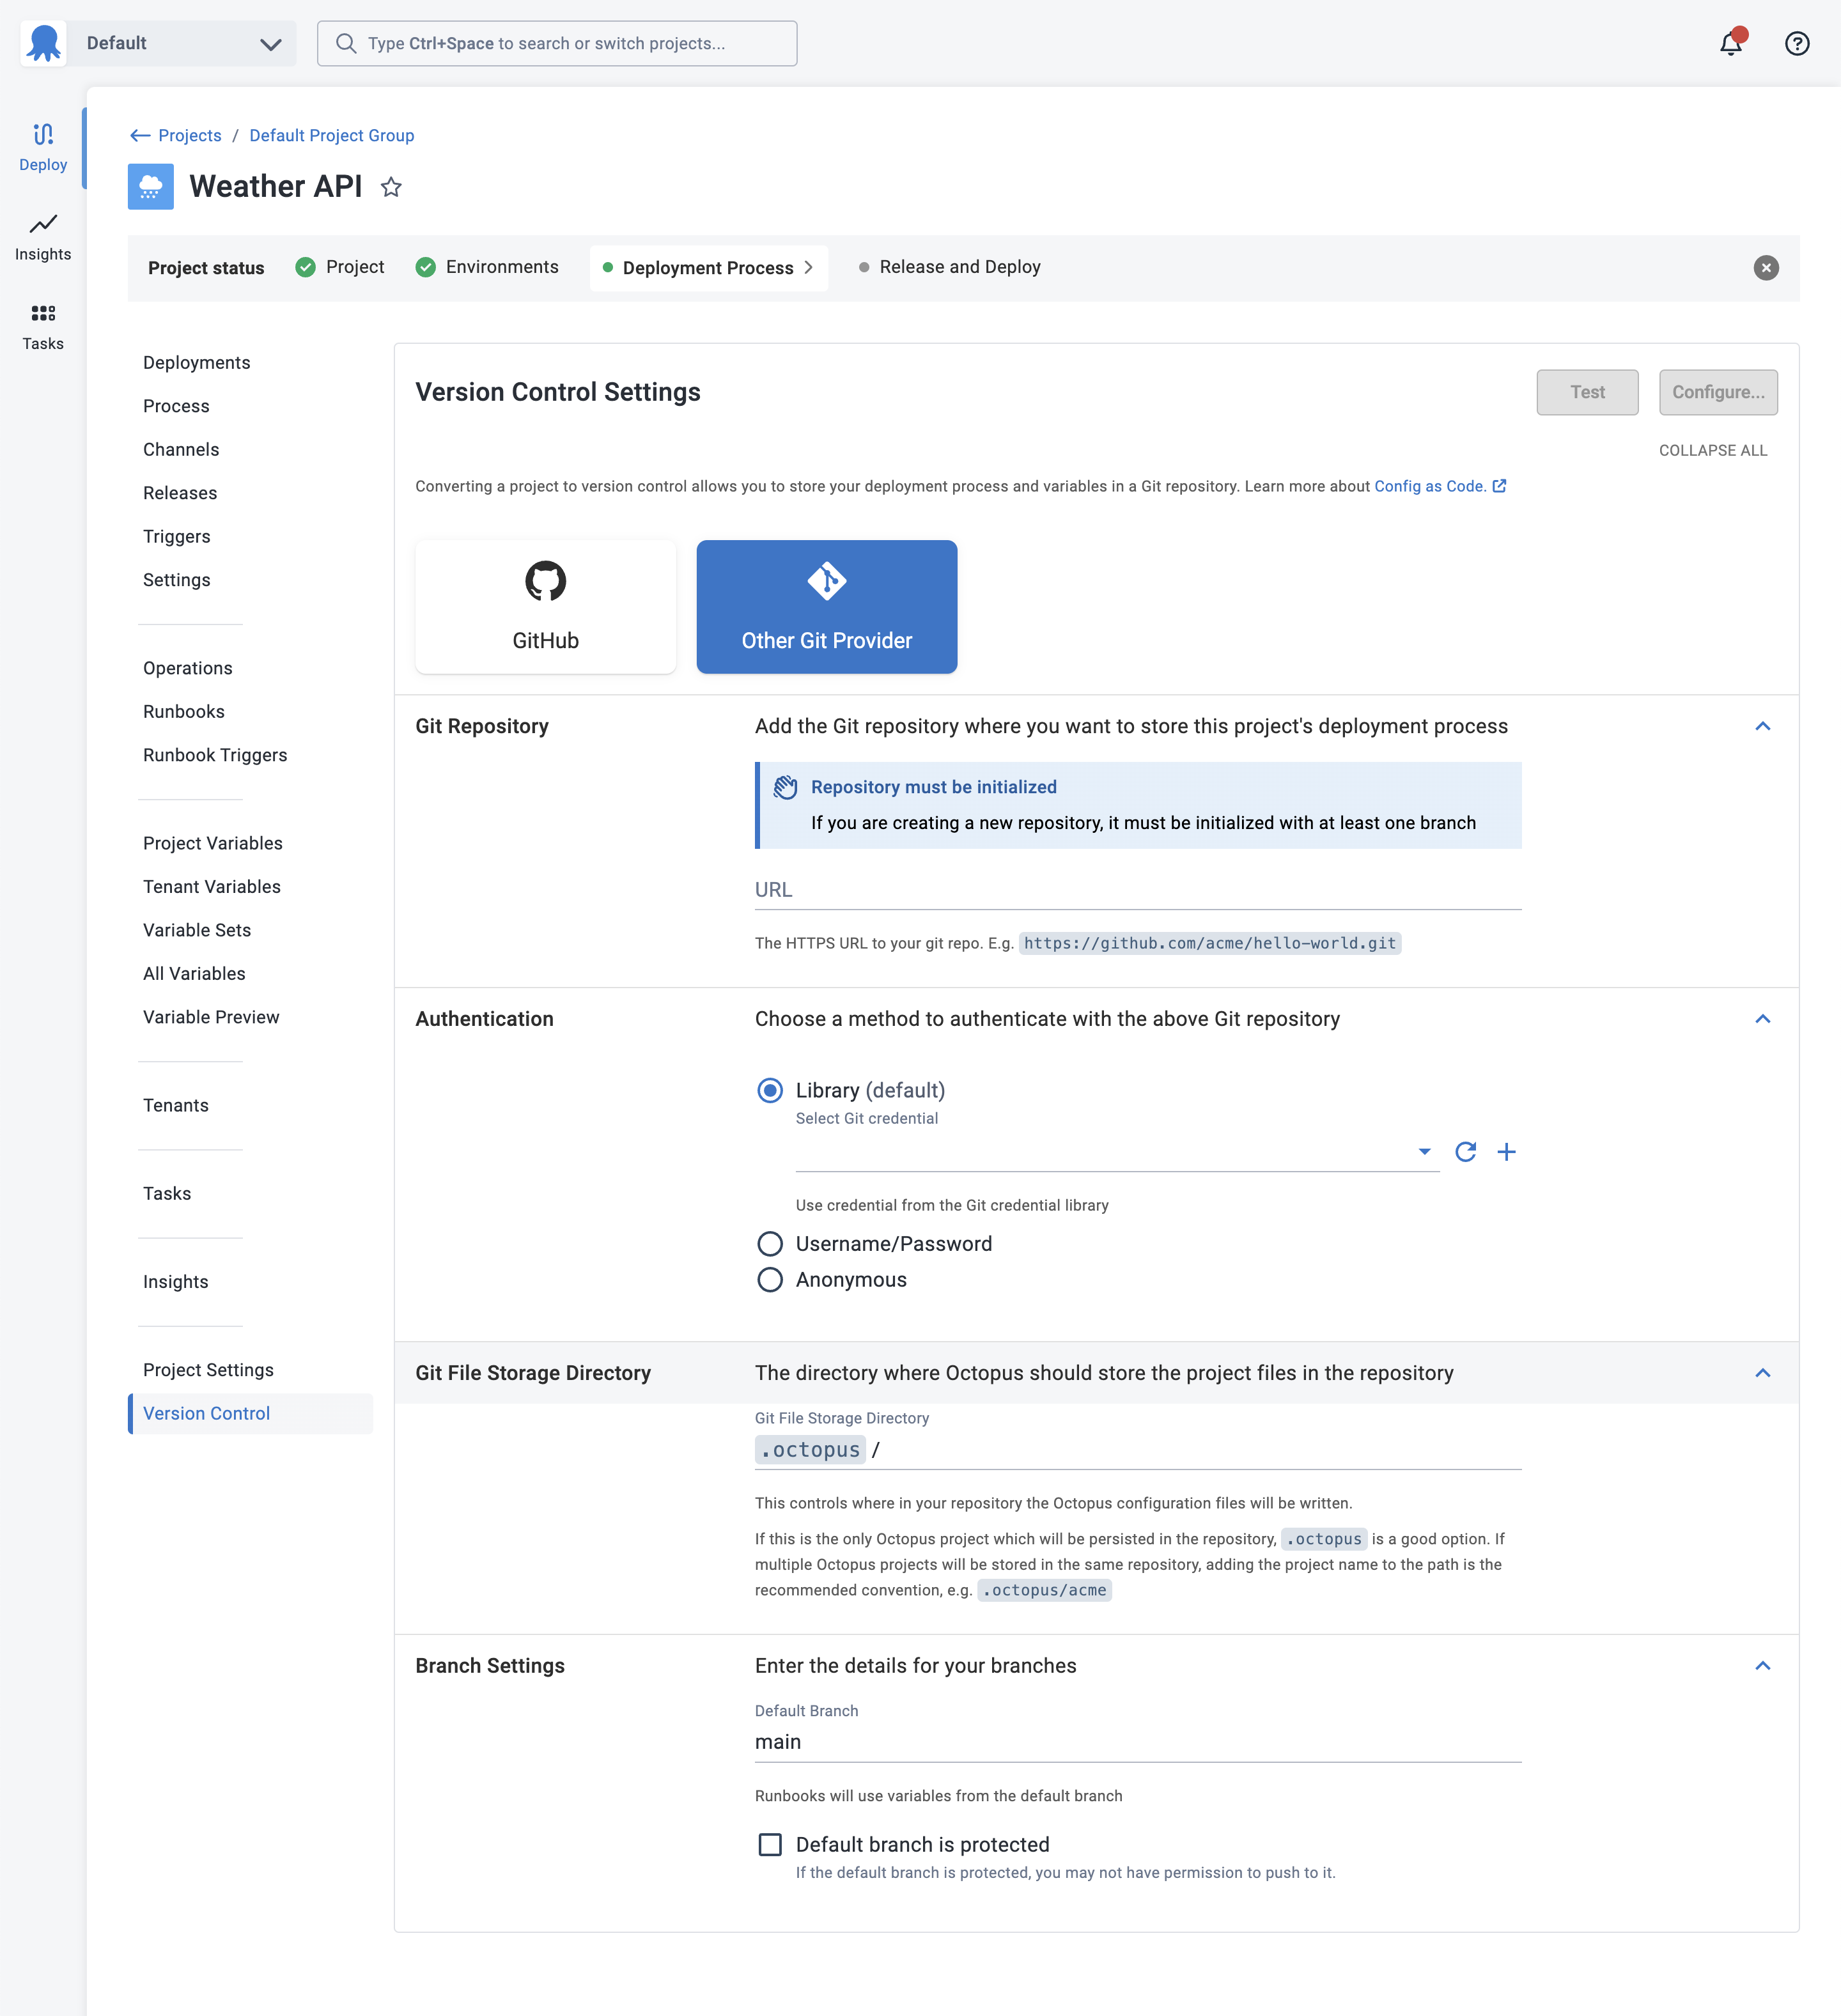 Default
Type Ctrl+Space to search or switch projects...
Deploy
Insights
Tasks
Projects / Default Project Group
Weather API
Project status
Project
Environments
Deployment Process
Release and Deploy
Deployments
Process
Channels
Releases
Triggers
Settings
Operations
Runbooks
Runbook Triggers
Project Variables
Tenant Variables
Variable Sets
All Variables
Variable Preview
Tenants
Tasks
Insights
Project Settings
Version Control
Version Control Settings
Test
Configure...
COLLAPSE ALL
Converting a project to version control allows you to store your deployment process and variables in a Git repository. Learn more about Config as Code.
GitHub
Other Git Provider
Git Repository
Add the Git repository where you want to store this project's deployment process
Repository must be initialized
If you are creating a new repository, it must be initialized with at least one branch
URL
The HTTPS URL to your git repo. E.g. https://github.com/acme/hello-world.git
Authentication
Choose a method to authenticate with the above Git repository
Library (default)
Select Git credential
Use credential from the Git credential library
Username/Password
Anonymous
Git File Storage Directory
The directory where Octopus should store the project files in the repository
Git File Storage Directory
.octopus /
This controls where in your repository the Octopus configuration files will be written.
If this is the only Octopus project which will be persisted in the repository, .octopus is a good option. If
multiple Octopus projects will be stored in the same repository, adding the project name to the path is the
recommended convention, e.g. .octopus/acme
Branch Settings
Enter the details for your branches
Default Branch
main
Runbooks will use variables from the default branch
Default branch is protected
If the default branch is protected, you may not have permission to push to it.